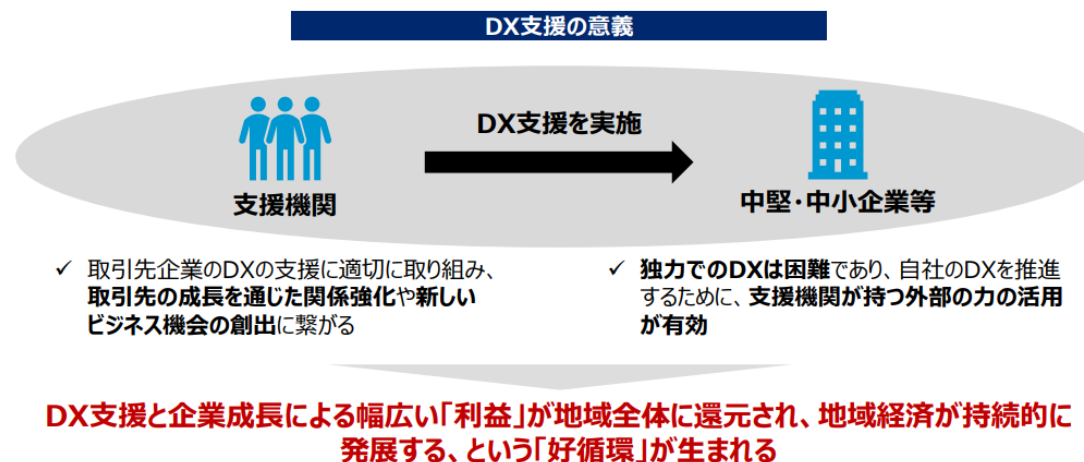 DX支援の意義
DX支援を実施
支援機関
中堅・中小企業等
✓ 取引先企業のDXの支援に適切に取り組み、
取引先の成長を通じた関係強化や新しい
ビジネス機会の創出に繋がる
✓ 独力でのDXは困難であり、自社のDXを推進
するために、支援機関が持つ外部の力の活用
が有効
DX支援と企業成長による幅広い「利益」が地域全体に還元され、地域経済が持続的に
発展する、という「好循環」が生まれる